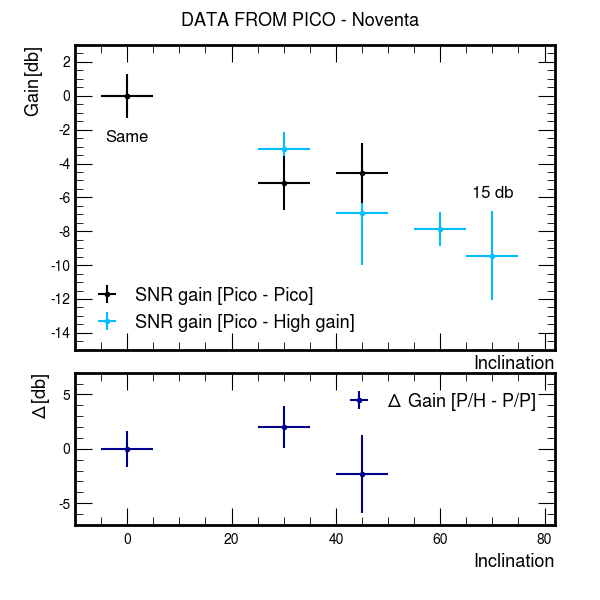 DATA FROM PICO - Noventa
Gain[db]
2
0
-2
-4
-6
-8
-10
-12
-14
Same
15 db
SNR gain [Pico - Pico]
SNR gain [Pico - High gain]
Inclination
Δ[db]
5
0
-5
Δ Gain [P/H - P/P]
0 20 40 60 80
Inclination